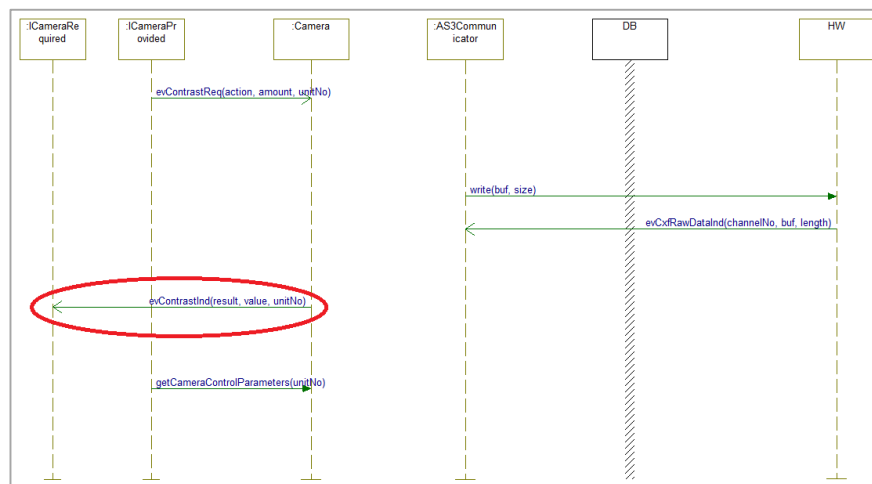 :ICameraRe
quired
:ICameraPr
ovided
:Camera
:AS3Commun
icator
DB
HW
evContrastReq(action, amount, unitNo)
write(buf, size)
evCxfRawDataInd(channelNo, buf, length)
evContrastInd(result, value, unitNo)
getCameraControlParameters(unitNo)